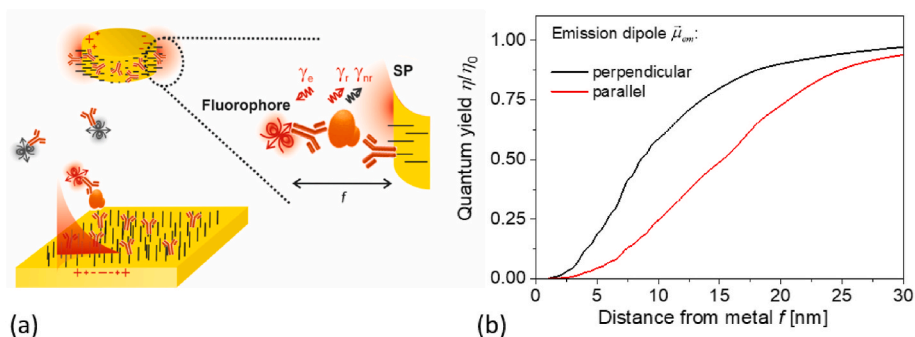 γe
γr γnr
SP
Fluorophore
f
(a)
Emission dipole μ⃗em:
perpendicular
parallel
Quantum yield η/η0
1.00
0.75
0.50
0.25
0.00
0 5 10 15 20 25 30
Distance from metal f [nm]
(b)